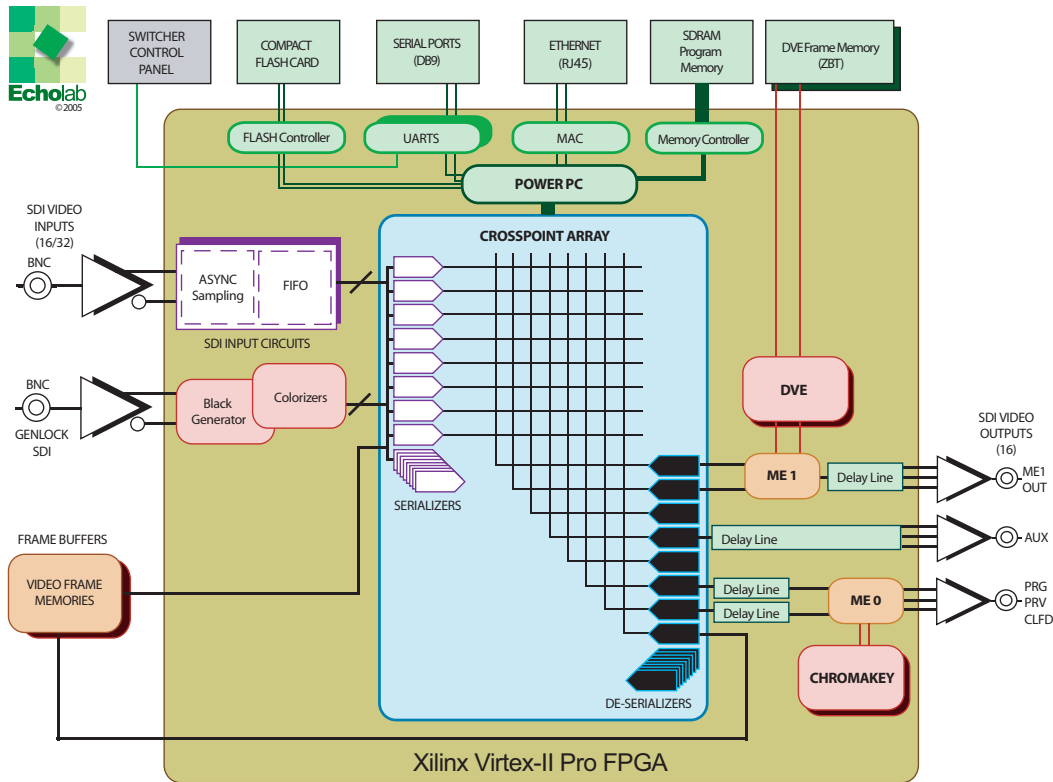 Echolab
©2005
SWITCHER
CONTROL
PANEL
COMPACT
FLASH CARD
SERIAL PORTS
(DB9)
ETHERNET
(RJ45)
SDRAM
Program
Memory
DVE Frame Memory
(ZBT)
FLASH Controller
UARTS
MAC
Memory Controller
POWER PC
SDI VIDEO
INPUTS
(16/32)
BNC
ASYNC
Sampling
FIFO
SDI INPUT CIRCUITS
CROSSPOINT ARRAY
BNC
GENLOCK
SDI
Black
Generator
Colorizers
SERIALIZERS
DVE
SDI VIDEO
OUTPUTS
(16)
ME 1
Delay Line
ME1
OUT
Delay Line
AUX
FRAME BUFFERS
VIDEO FRAME
MEMORIES
Delay Line
Delay Line
ME 0
PRG
PRV
CLFD
CHROMAKEY
DE-SERIALIZERS
Xilinx Virtex-II Pro FPGA